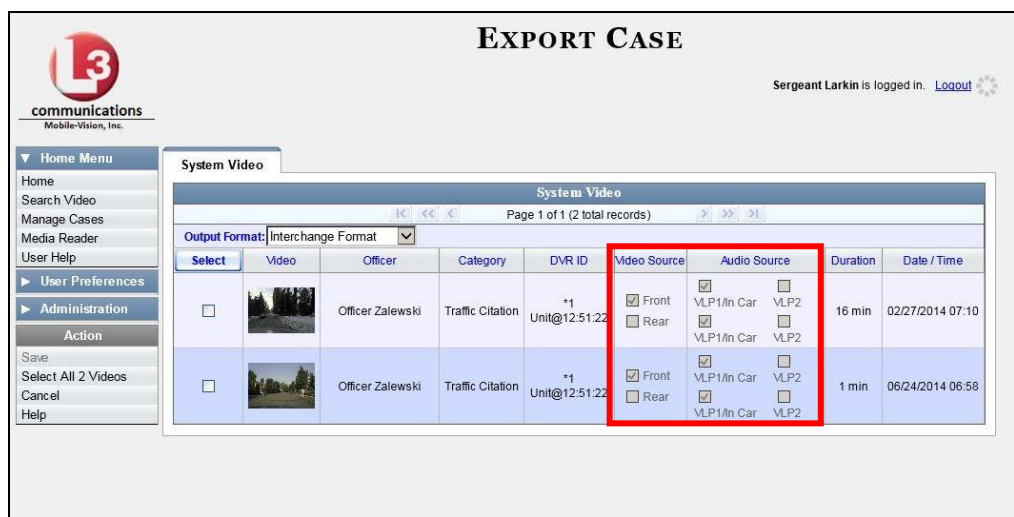 EXPORT CASE
L3
communications
Mobile-Vision, Inc.
Sergeant Larkin is logged in. Logout
▼ Home Menu
Home
Search Video
Manage Cases
Media Reader
User Help
▶ User Preferences
▶ Administration
Action
Save
Select All 2 Videos
Cancel
Help
System Video
System Video
Page 1 of 1 (2 total records)
Output Format: Interchange Format
Select Video Officer Category DVR ID Video Source Audio Source Duration Date / Time
Officer Zalewski Traffic Citation *1 Unit@12:51:22 Front Rear VLP1/In Car VLP2 VLP1/In Car VLP2 16 min 02/27/2014 07:10
Officer Zalewski Traffic Citation *1 Unit@12:51:22 Front Rear VLP1/In Car VLP2 VLP1/In Car VLP2 1 min 06/24/2014 06:58